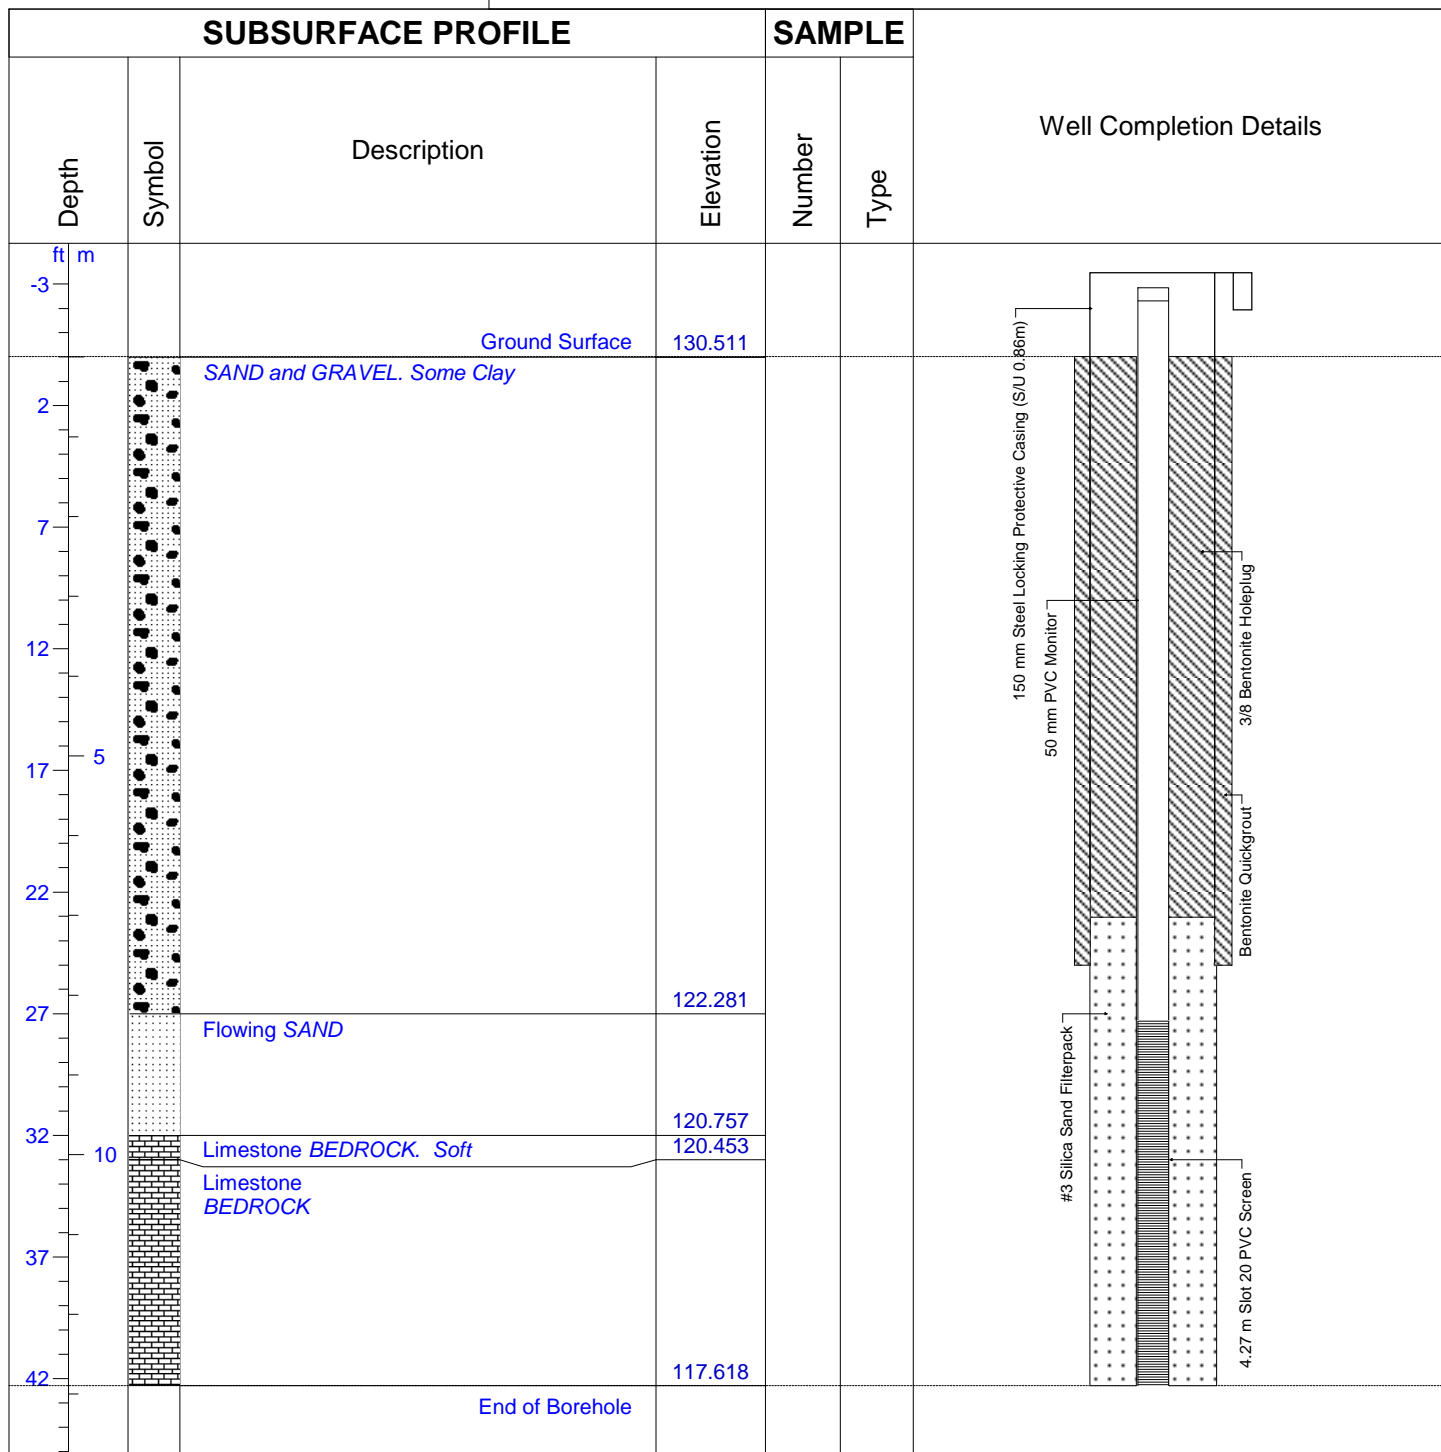 SUBSURFACE PROFILE
SAMPLE
Depth
Symbol
Description
Elevation
Number
Type
Well Completion Details
ft m
-3
Ground Surface 130.511
SAND and GRAVEL. Some Clay
2
7
12
5
17
22
122.281
27
Flowing SAND
120.757
32
Limestone BEDROCK. Soft 120.453
10
Limestone
BEDROCK
37
117.618
42
End of Borehole
150 mm Steel Locking Protective Casing (S/U 0.86m)
50 mm PVC Monitor
3/8 Bentonite Holeplug
Bentonite Quickgrout
#3 Silica Sand Filterpack
4.27 m Slot 20 PVC Screen